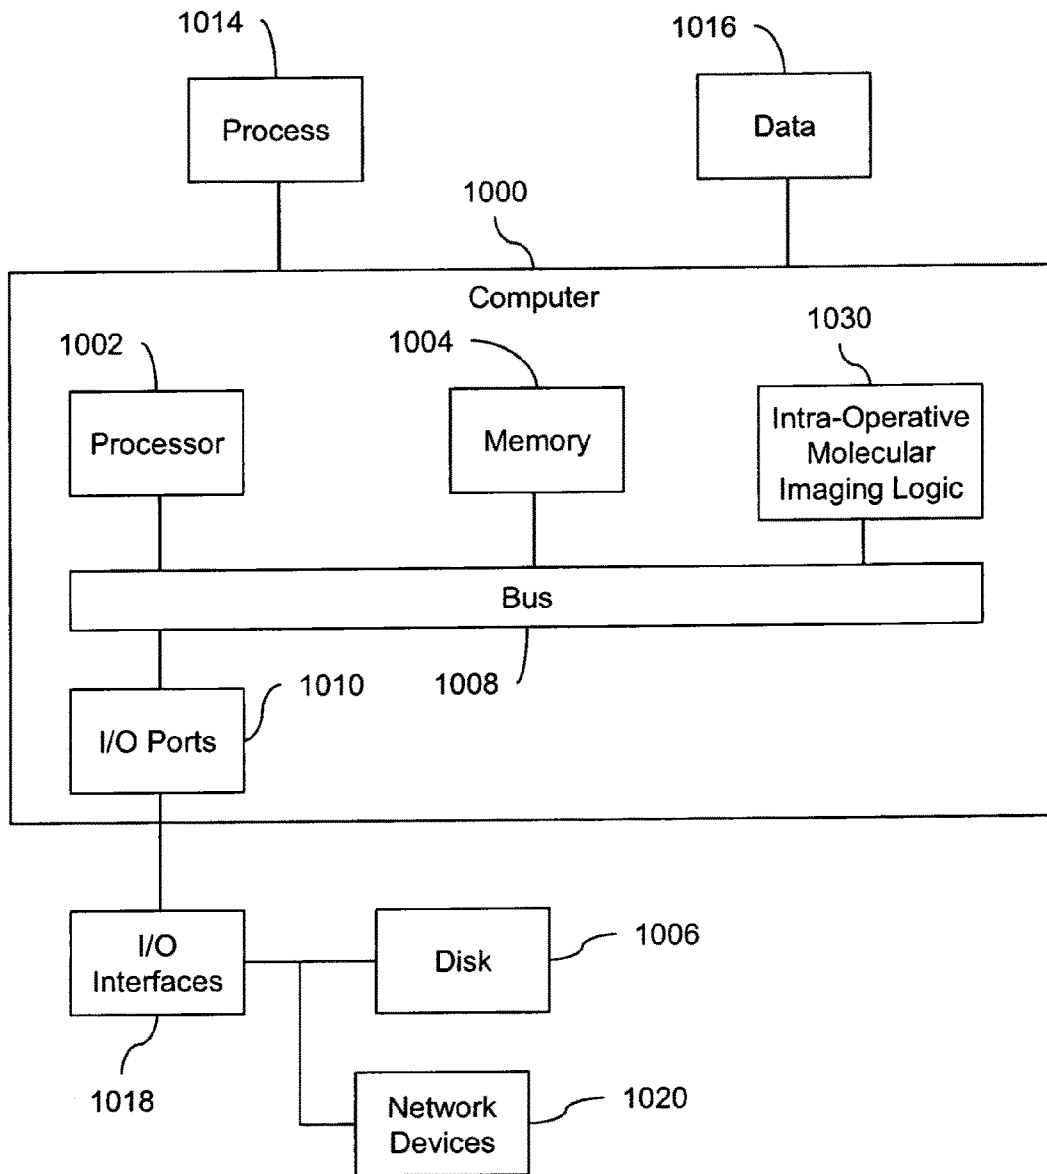 1014
1016
Process
Data
1000
Computer
1002
1004
1030
Processor
Memory
Intra-Operative
Molecular
Imaging Logic
Bus
1010
1008
I/O Ports
I/O
Interfaces
Disk
1006
1018
Network
Devices
1020